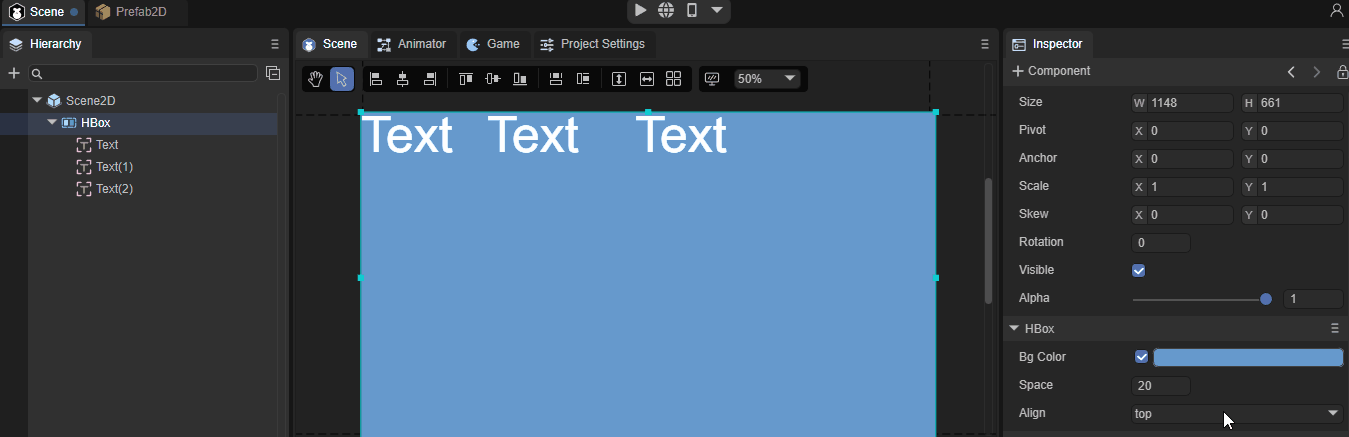 Scene
Prefab2D
Hierarchy
Scene
Animator
Game
Project Settings
Inspector
Component
50%
Scene2D
HBox
Text
Text(1)
Text(2)
Text Text Text
Size W 1148 H 661
Pivot X 0 Y 0
Anchor X 0 Y 0
Scale X 1 Y 1
Skew X 0 Y 0
Rotation 0
Visible
Alpha 1
HBox
Bg Color
Space 20
Align top